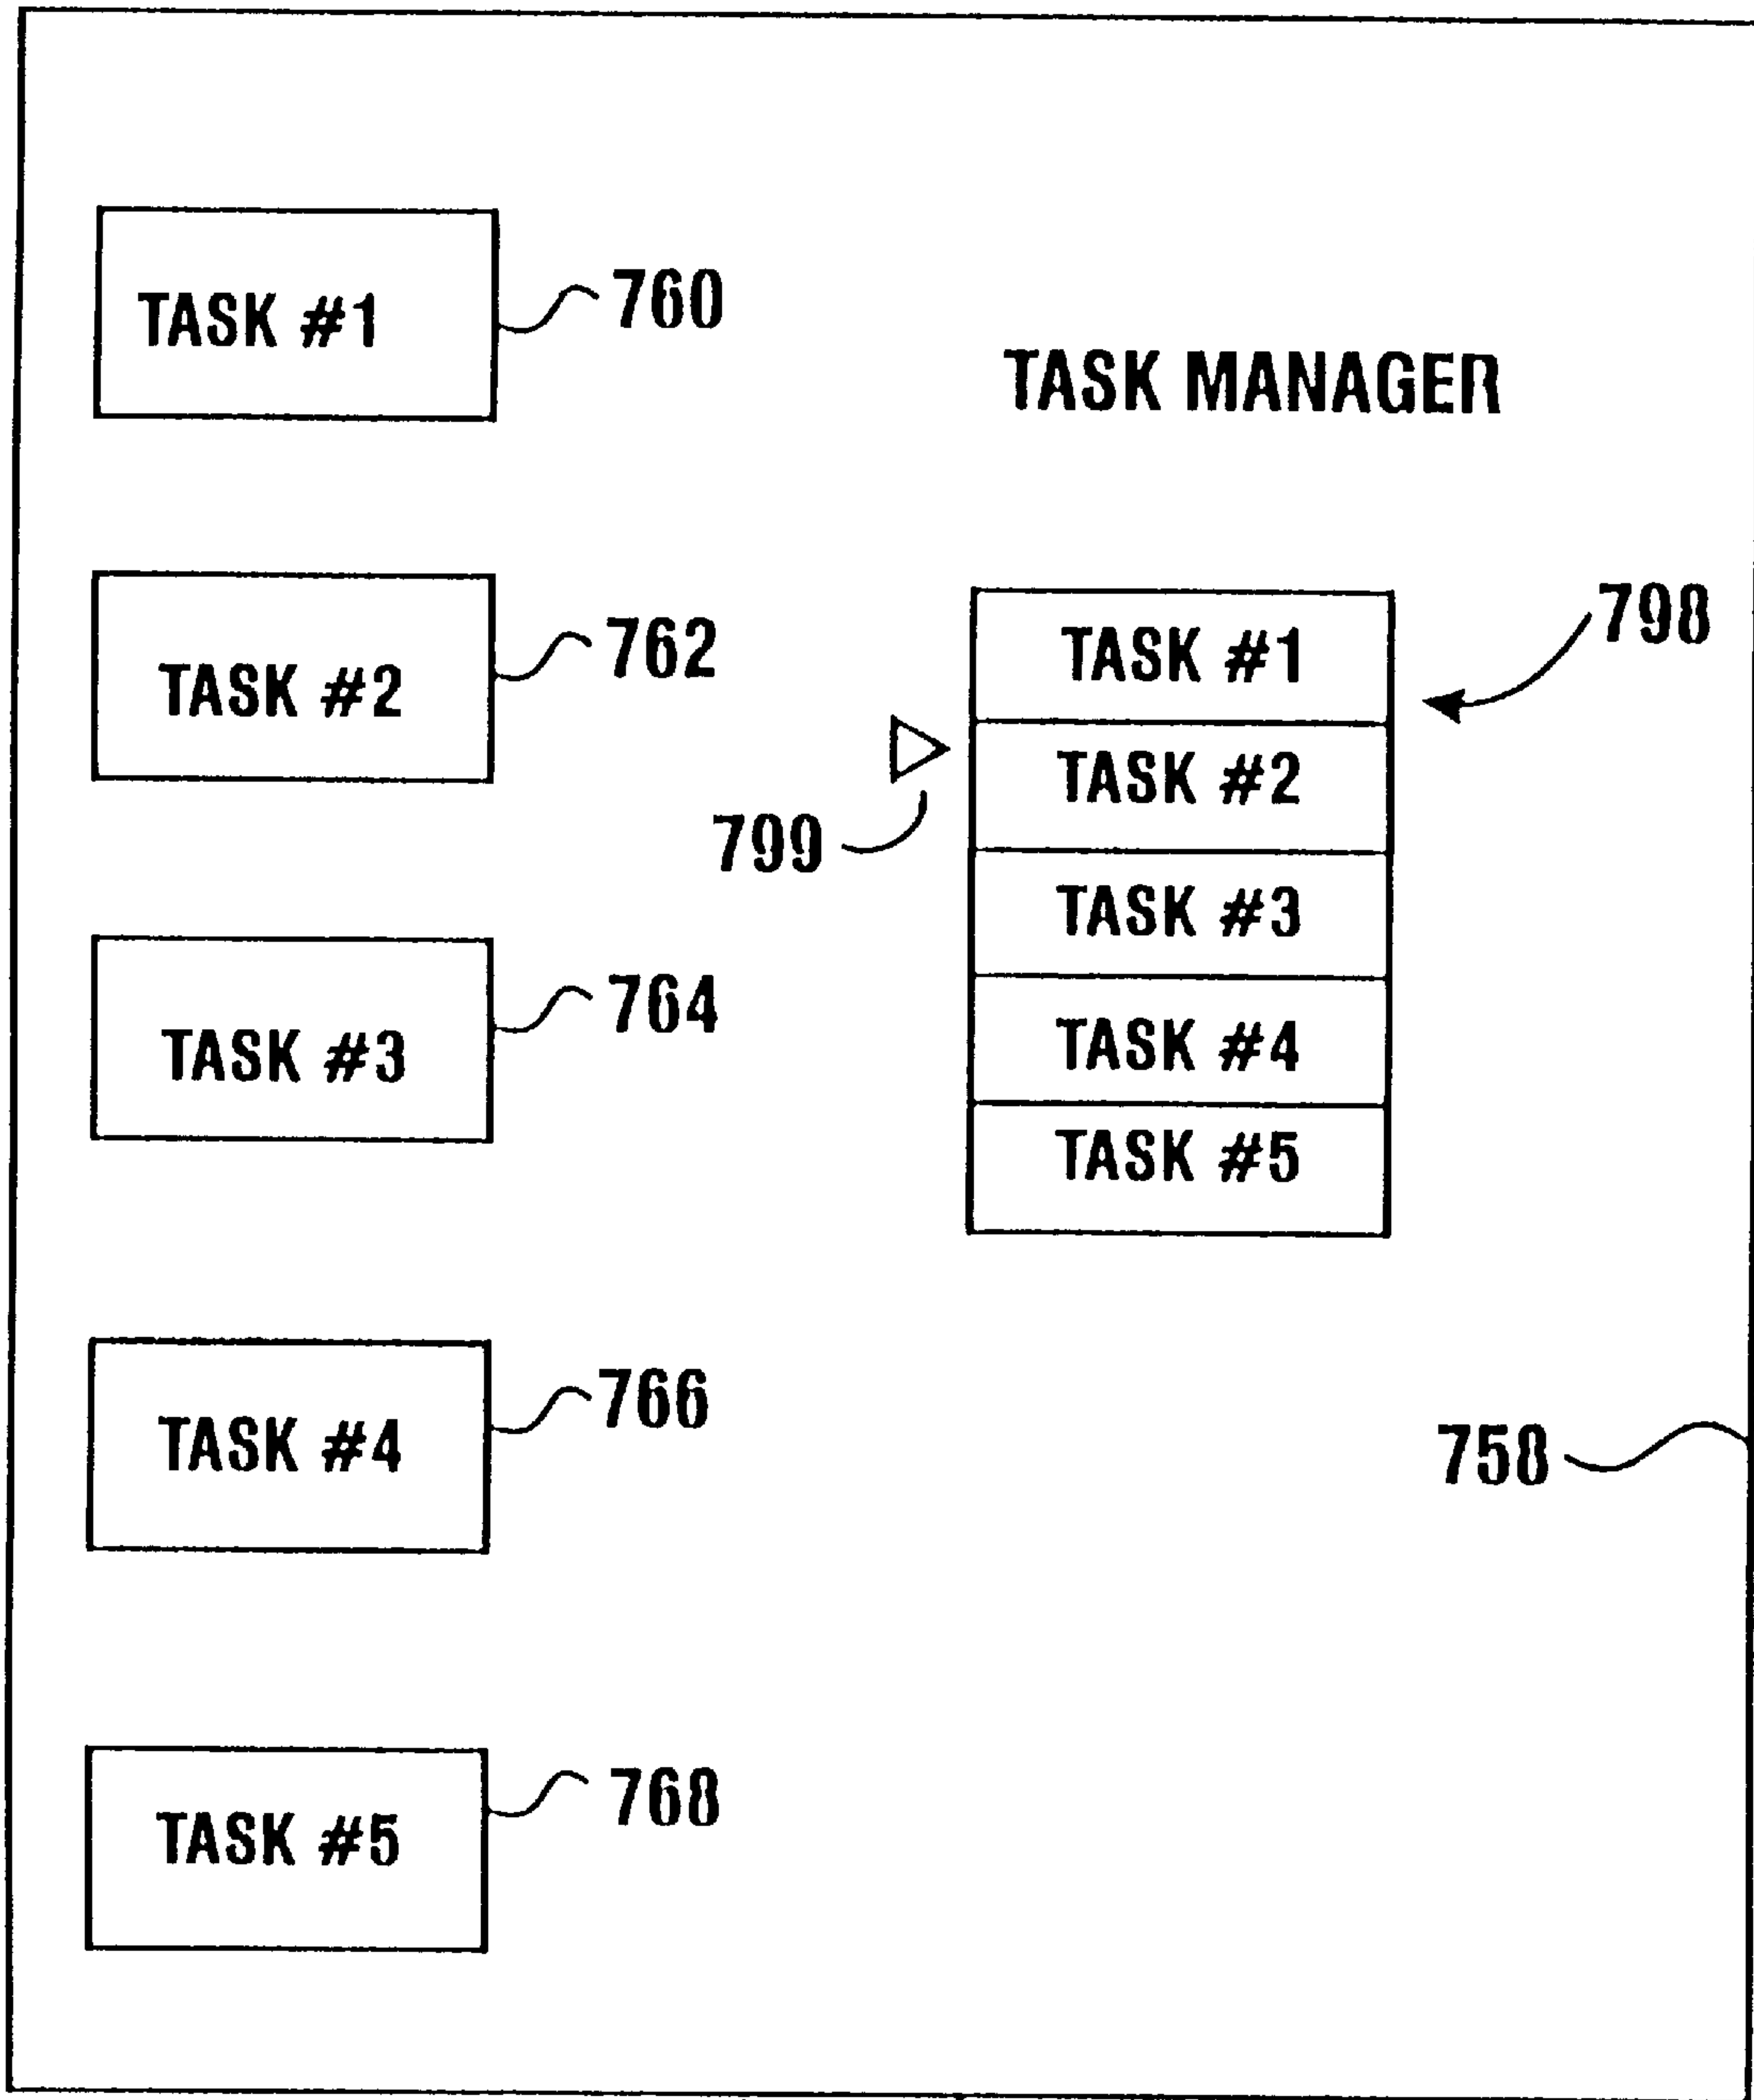 TASK #1
760
TASK MANAGER
TASK #2
762
TASK #1
798
TASK #2
799
TASK #3
TASK #3
764
TASK #4
TASK #5
TASK #4
766
758
TASK #5
768